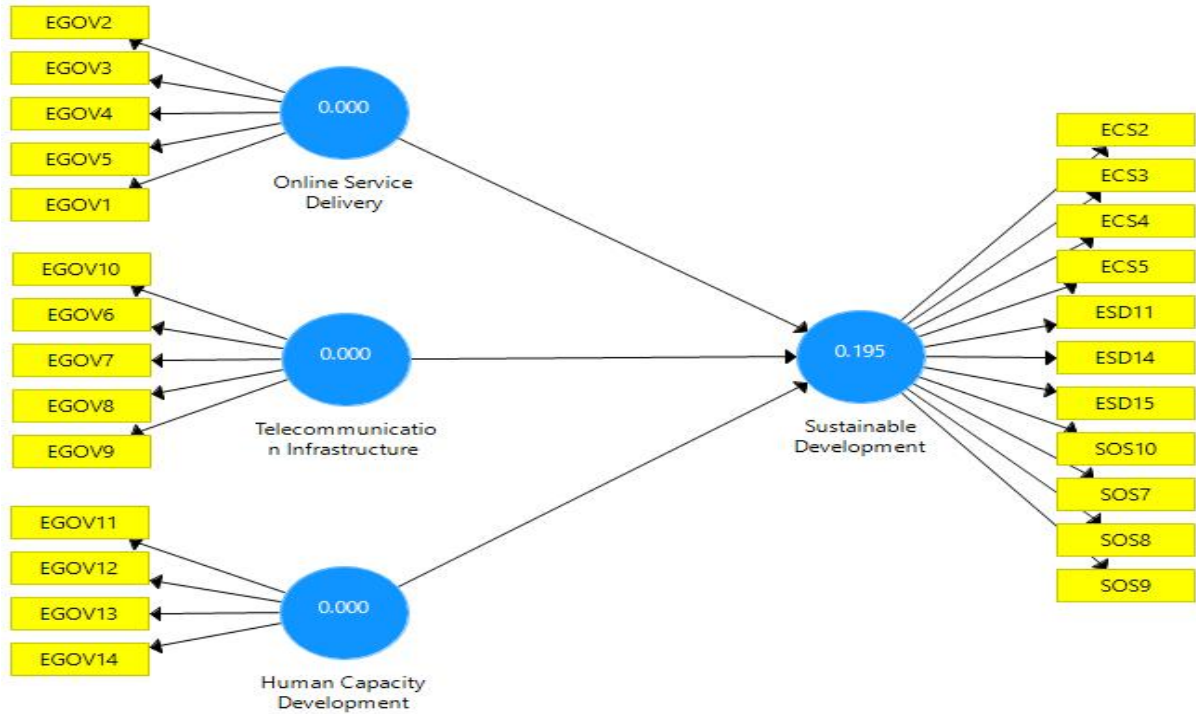 EGOV2
EGOV3
EGOV4
EGOV5
EGOV1
0.000
Online Service
Delivery
EGOV10
EGOV6
EGOV7
EGOV8
EGOV9
0.000
Telecommunicatio
n Infrastructure
EGOV11
EGOV12
EGOV13
EGOV14
0.000
Human Capacity
Development
0.195
Sustainable
Development
ECS2
ECS3
ECS4
ECS5
ESD11
ESD14
ESD15
SOS10
SOS7
SOS8
SOS9